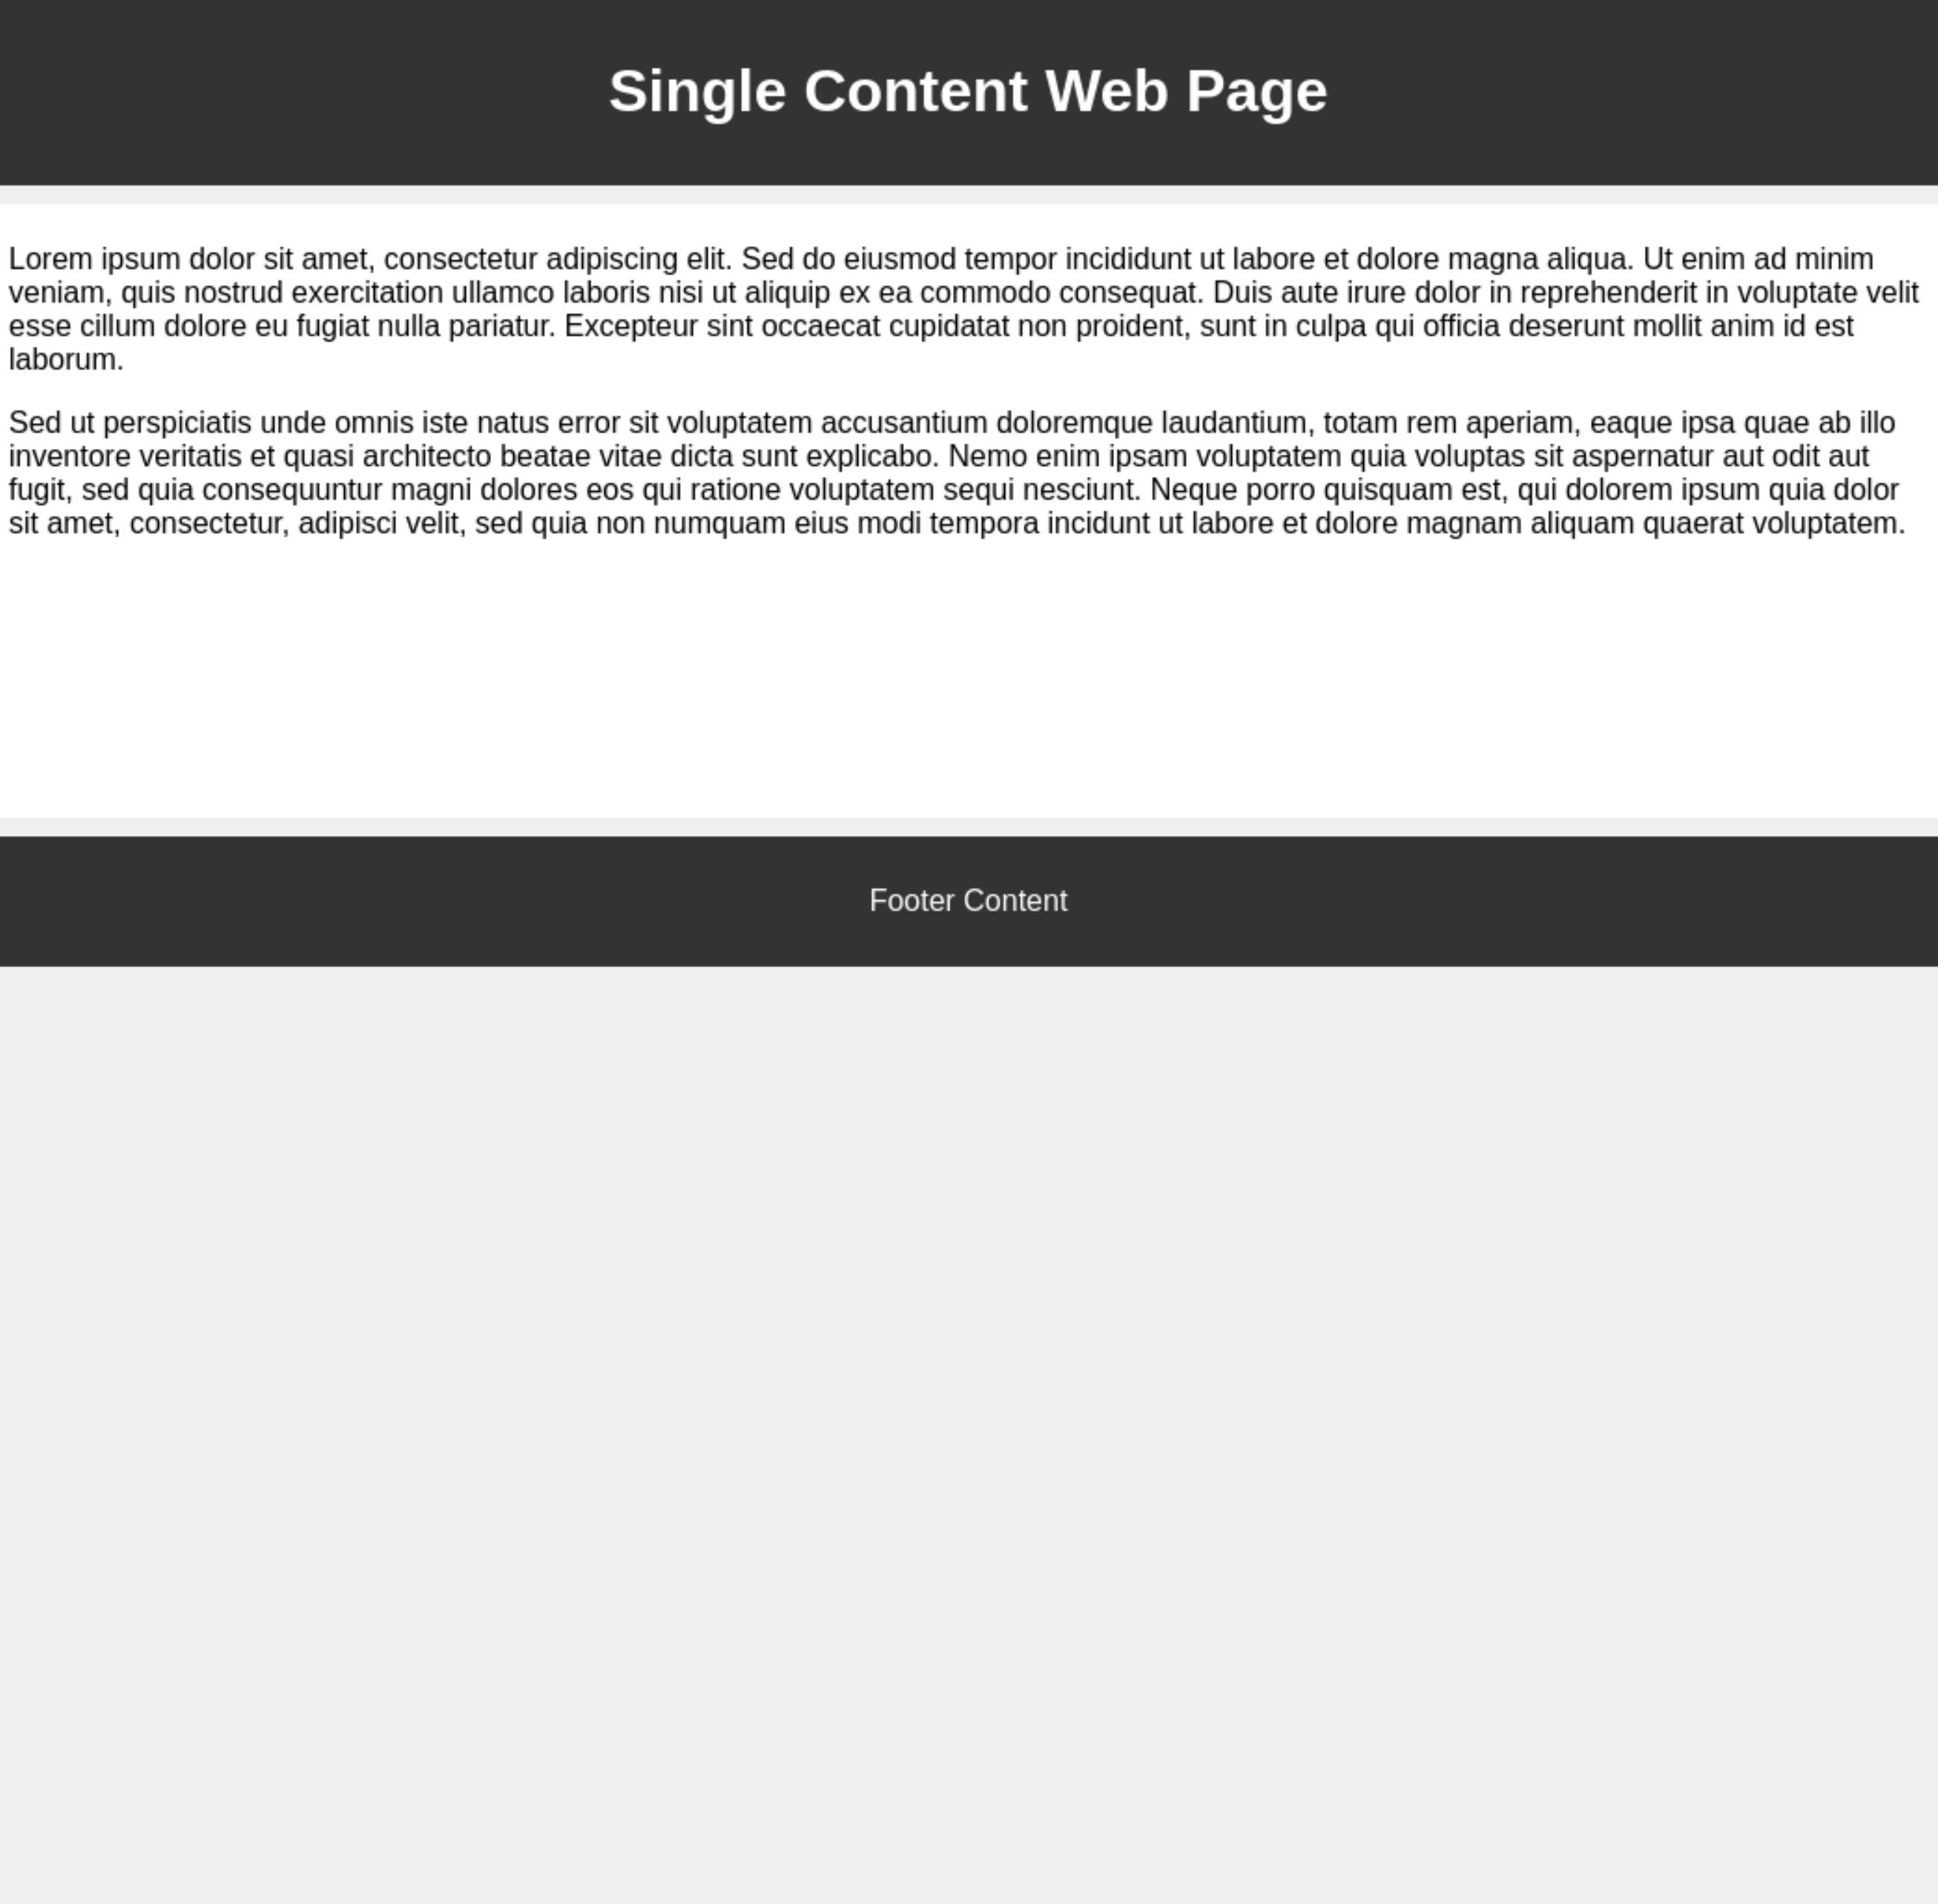 Single Content Web Page
Lorem ipsum dolor sit amet, consectetur adipiscing elit. Sed do eiusmod tempor incididunt ut labore et dolore magna aliqua. Ut enim ad minim
veniam, quis nostrud exercitation ullamco laboris nisi ut aliquip ex ea commodo consequat. Duis aute irure dolor in reprehenderit in voluptate velit
esse cillum dolore eu fugiat nulla pariatur. Excepteur sint occaecat cupidatat non proident, sunt in culpa qui officia deserunt mollit anim id est
laborum.
Sed ut perspiciatis unde omnis iste natus error sit voluptatem accusantium doloremque laudantium, totam rem aperiam, eaque ipsa quae ab illo
inventore veritatis et quasi architecto beatae vitae dicta sunt explicabo. Nemo enim ipsam voluptatem quia voluptas sit aspernatur aut odit aut
fugit, sed quia consequuntur magni dolores eos qui ratione voluptatem sequi nesciunt. Neque porro quisquam est, qui dolorem ipsum quia dolor
sit amet, consectetur, adipisci velit, sed quia non numquam eius modi tempora incidunt ut labore et dolore magnam aliquam quaerat voluptatem.
Footer Content